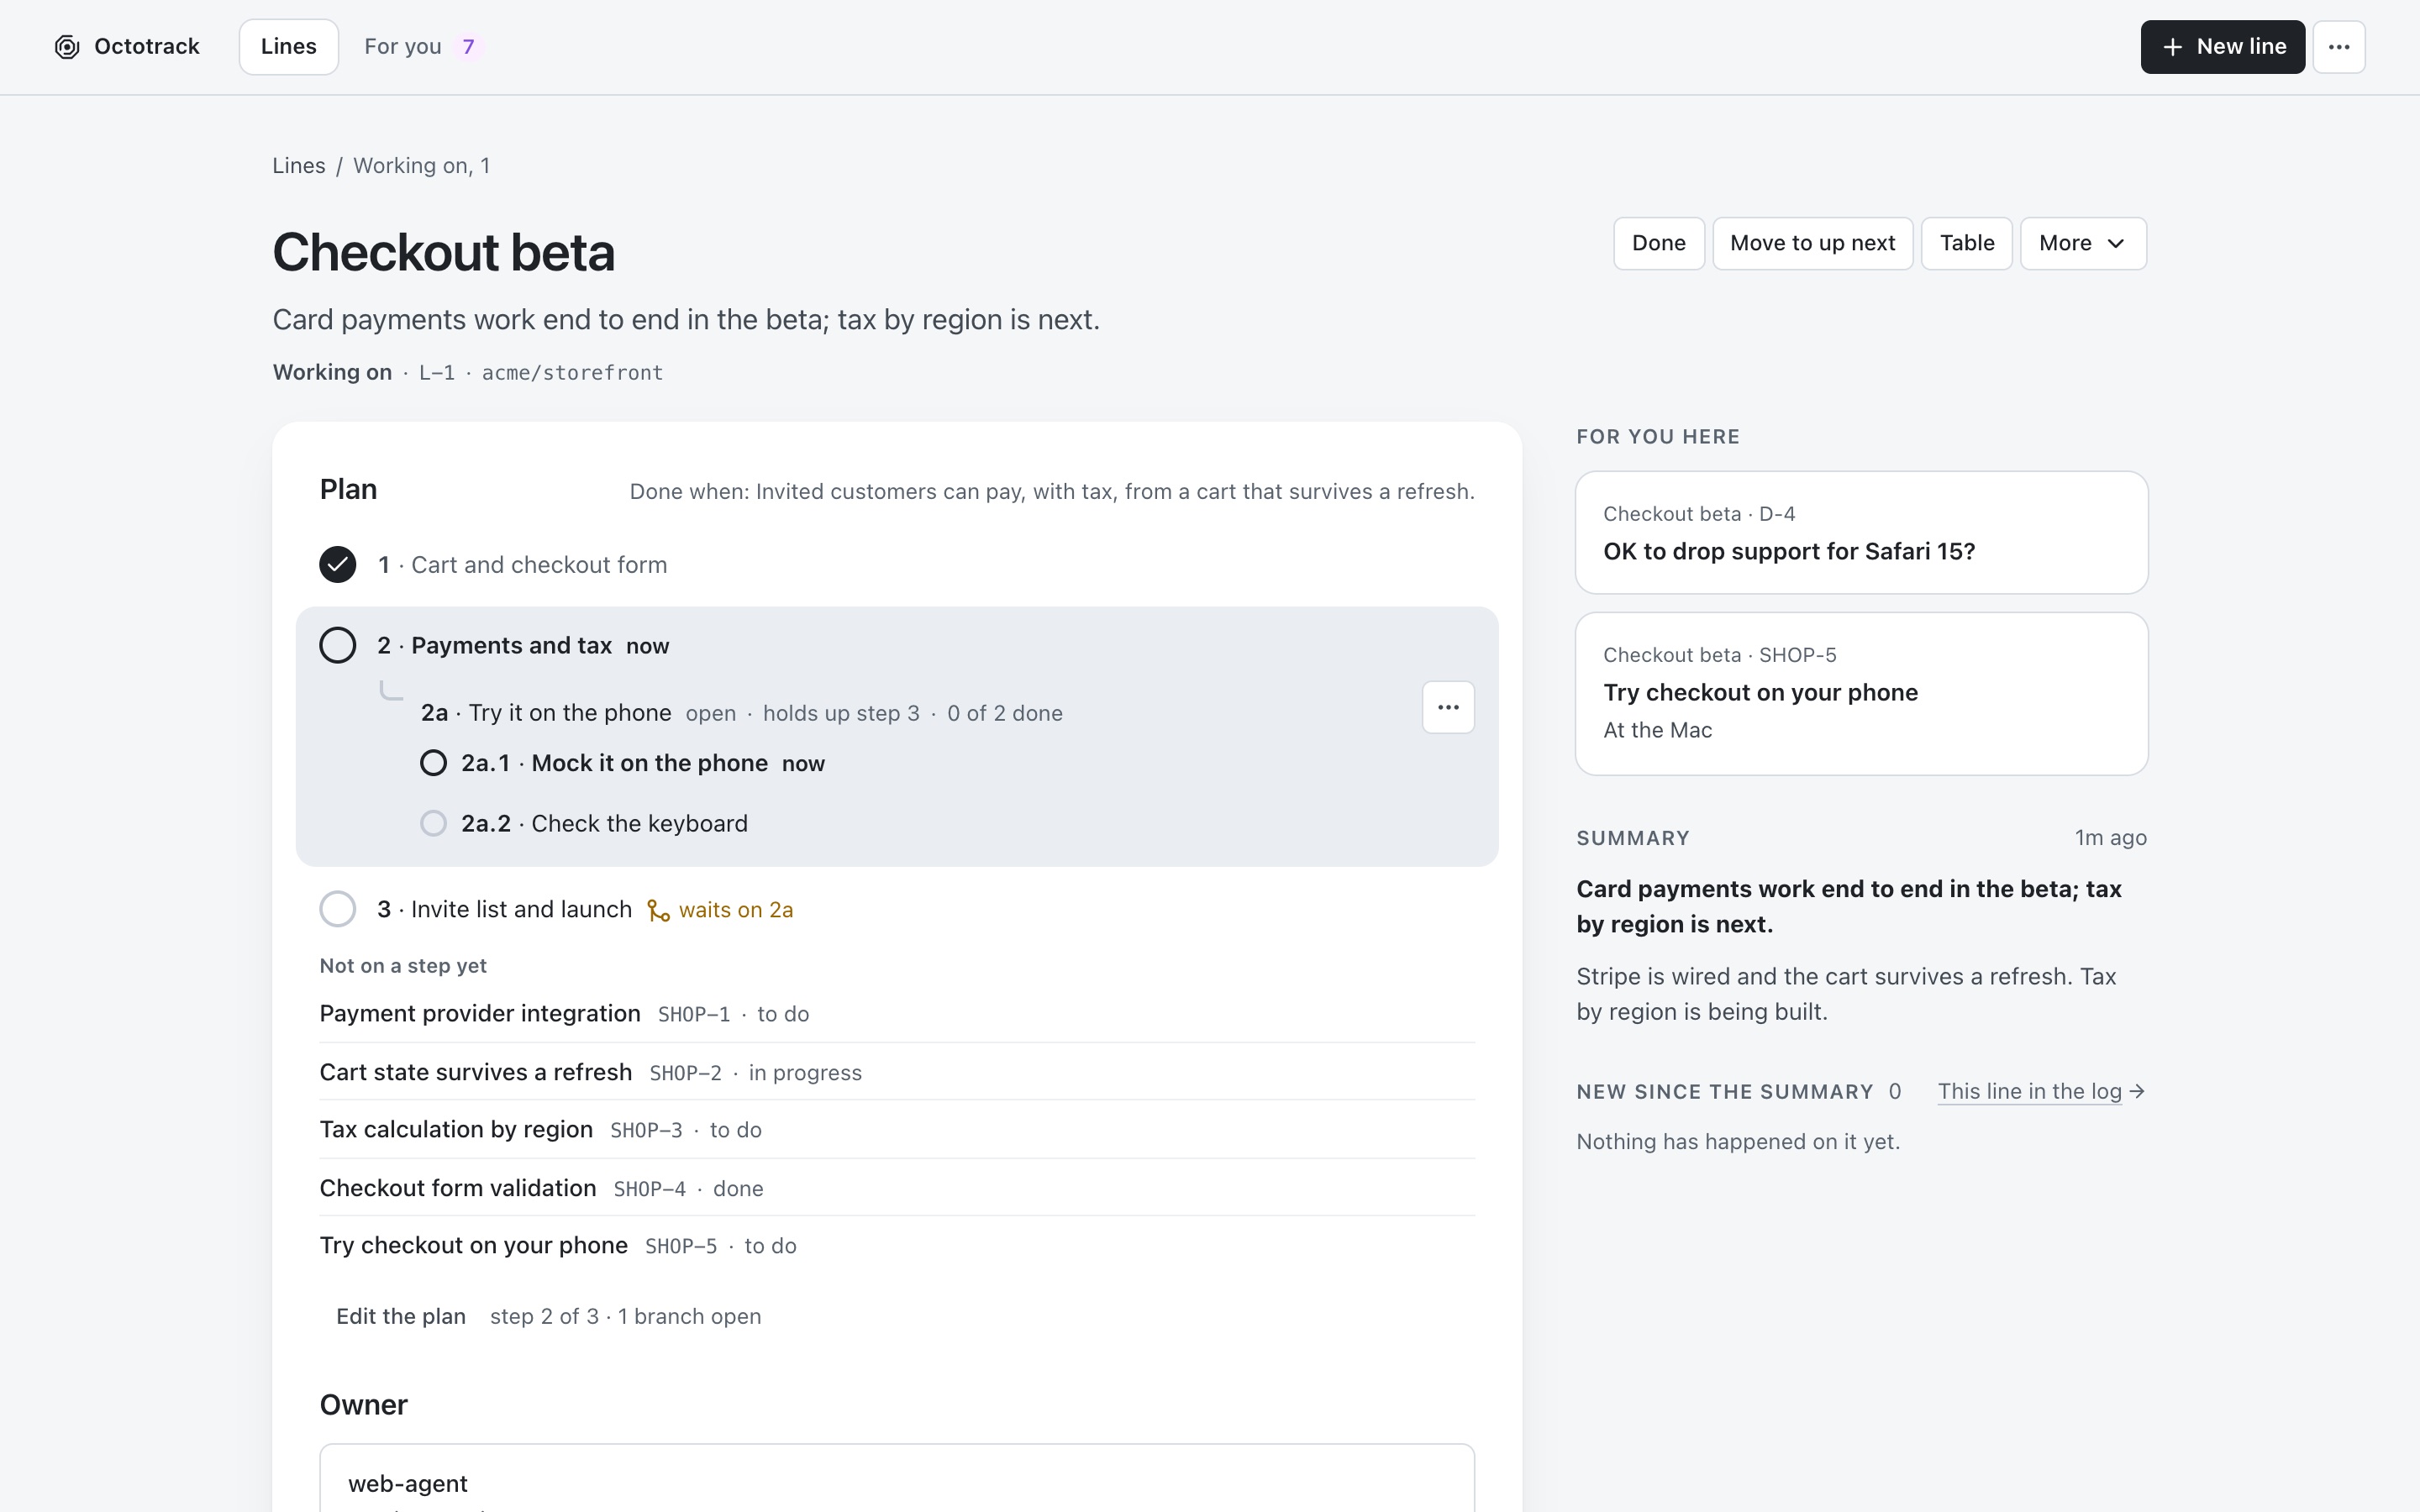 Octotrack
Lines
For you 7
New line
Lines / Working on, 1
Checkout beta
Done
Move to up next
Table
More
Card payments work end to end in the beta; tax by region is next.
Working on · L-1 · acme/storefront
Plan
Done when: Invited customers can pay, with tax, from a cart that survives a refresh.
1 · Cart and checkout form
2 · Payments and tax now
2a · Try it on the phone open · holds up step 3 · 0 of 2 done
2a.1 · Mock it on the phone now
2a.2 · Check the keyboard
3 · Invite list and launch waits on 2a
Not on a step yet
Payment provider integration SHOP-1 · to do
Cart state survives a refresh SHOP-2 · in progress
Tax calculation by region SHOP-3 · to do
Checkout form validation SHOP-4 · done
Try checkout on your phone SHOP-5 · to do
Edit the plan step 2 of 3 · 1 branch open
Owner
web-agent
FOR YOU HERE
Checkout beta · D-4
OK to drop support for Safari 15?
Checkout beta · SHOP-5
Try checkout on your phone
At the Mac
SUMMARY 1m ago
Card payments work end to end in the beta; tax
by region is next.
Stripe is wired and the cart survives a refresh. Tax
by region is being built.
NEW SINCE THE SUMMARY 0 This line in the log →
Nothing has happened on it yet.